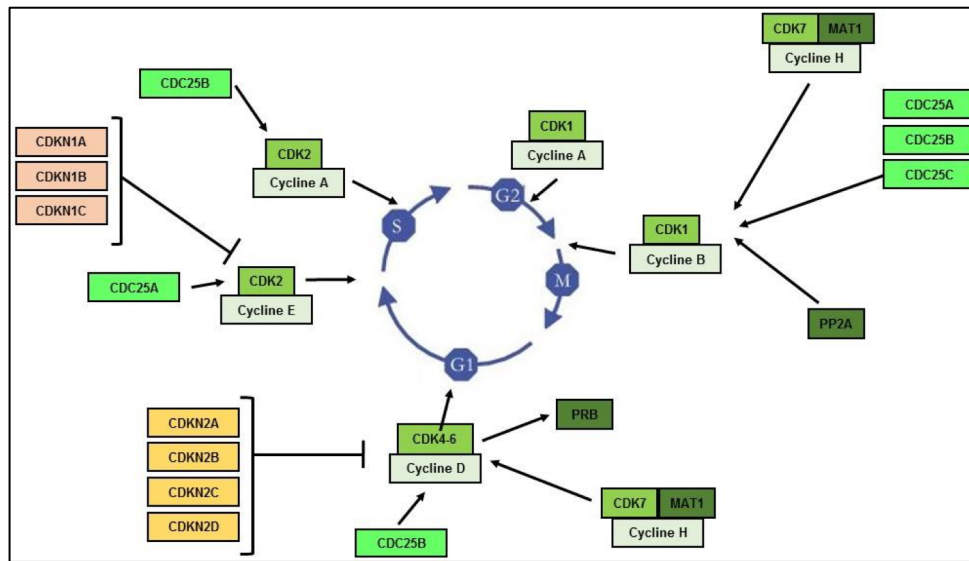 CDK7 MAT1
Cycline H
CDC25B
CDC25A
CDKN1A
CDK1
CDC25B
CDK2
Cycline A
CDKN1B
Cycline A
CDC25C
G2
CDKN1C
S
CDK1
Cycline B
CDC25A
CDK2
M
Cycline E
PP2A
G1
CDKN2A
PRB
CDK4-6
CDKN2B
Cycline D
CDKN2C
CDK7 MAT1
CDKN2D
Cycline H
CDC25B